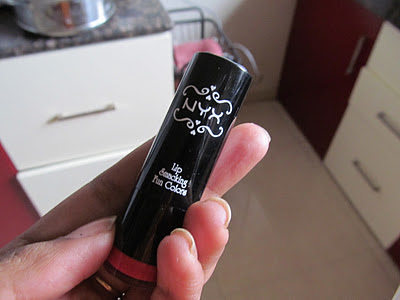 NYX
Lip
Smacking
Fun Colors